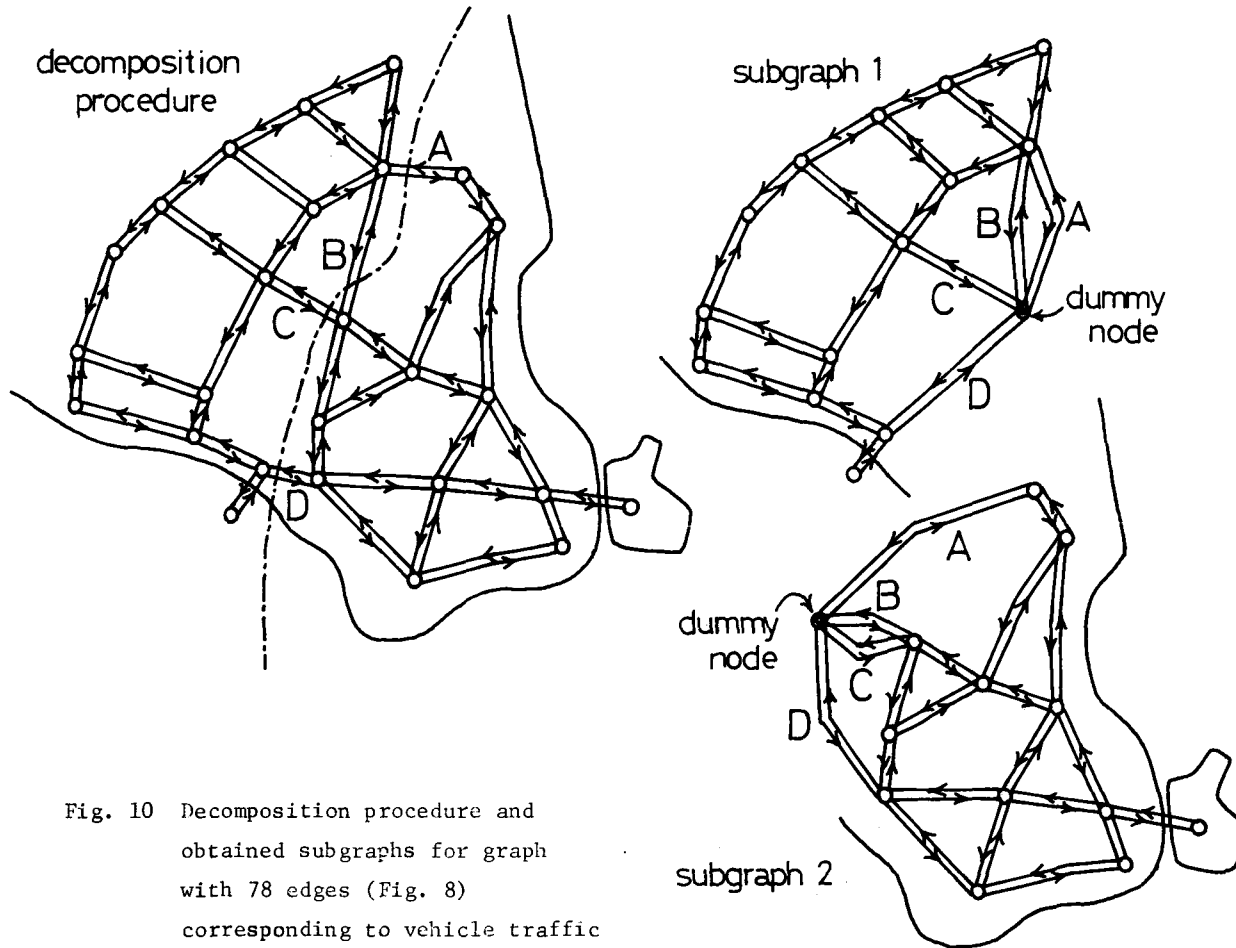 decomposition
procedure
A
B
C
D
subgraph 1
B
A
C
dummy
node
D
A
B
dummy
node
C
D
subgraph 2
Fig. 10 Decomposition procedure and
obtained subgraphs for graph
with 78 edges (Fig. 8)
corresponding to vehicle traffic